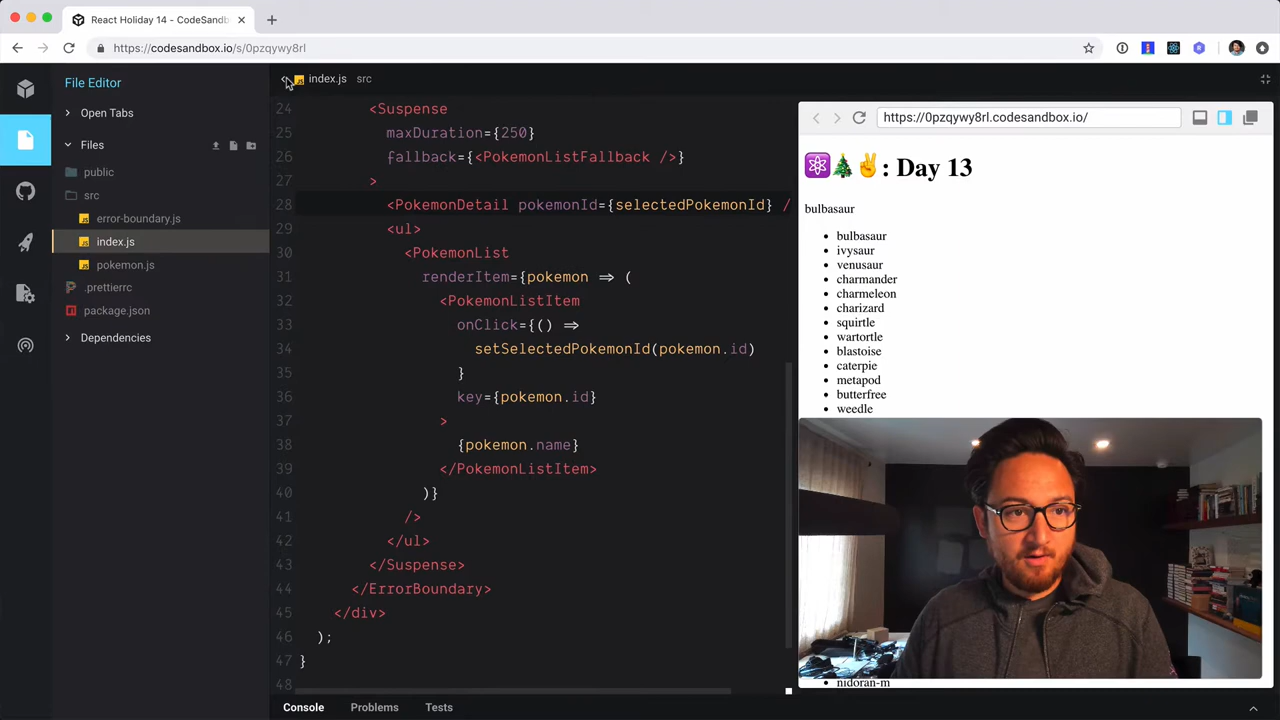 React Holiday 14 - CodeSandb
https://codesandbox.io/s/0pzqywy8rl
File Editor
index.js src
Open Tabs
Files
public
src
error-boundary.js
index.js
pokemon.js
.prettierrc
package.json
Dependencies
24 <Suspense
25 maxDuration={250}
26 fallback={<PokemonListFallback />}
27 >
28 <PokemonDetail pokemonId={selectedPokemonId} /
29 <ul>
30 <PokemonList
31 renderItem={pokemon => (
32 <PokemonListItem
33 onClick={() =>
34 setSelectedPokemonId(pokemon.id)
35 }
36 key={pokemon.id}
37 >
38 {pokemon.name}
39 </PokemonListItem>
40 )}
41 />
42 </ul>
43 </Suspense>
44 </ErrorBoundary>
45 </div>
46 );
47 }
48
https://0pzqywy8rl.codesandbox.io/
⚛️🎄✌️: Day 13
bulbasaur
• bulbasaur
• ivysaur
• venusaur
• charmander
• charmeleon
• charizard
• squirtle
• wartortle
• blastoise
• caterpie
• metapod
• butterfree
• weedle
• nidoran-m
Console Problems Tests